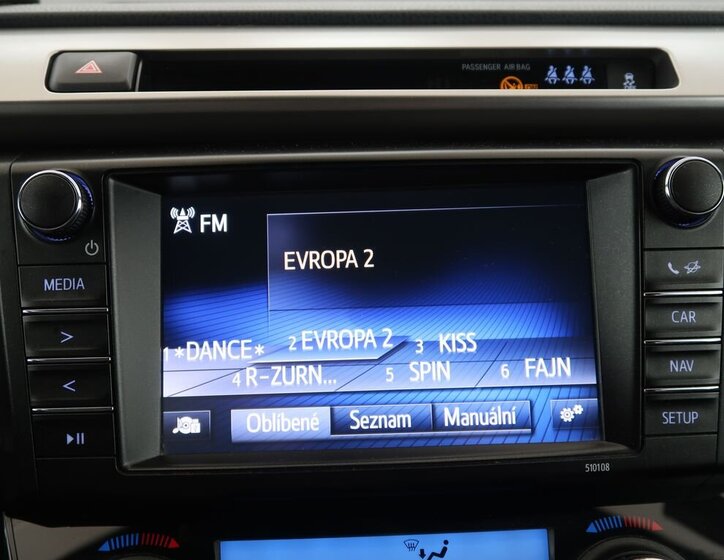 PASSENGER AIR BAG
FM
EVROPA 2
MEDIA
>
<
CAR
NAV
SETUP
1 *DANCE* 2 EVROPA 2 3 KISS
4 R-ZURN... 5 SPIN 6 FAJN
Oblíbené Seznam Manuální
510108